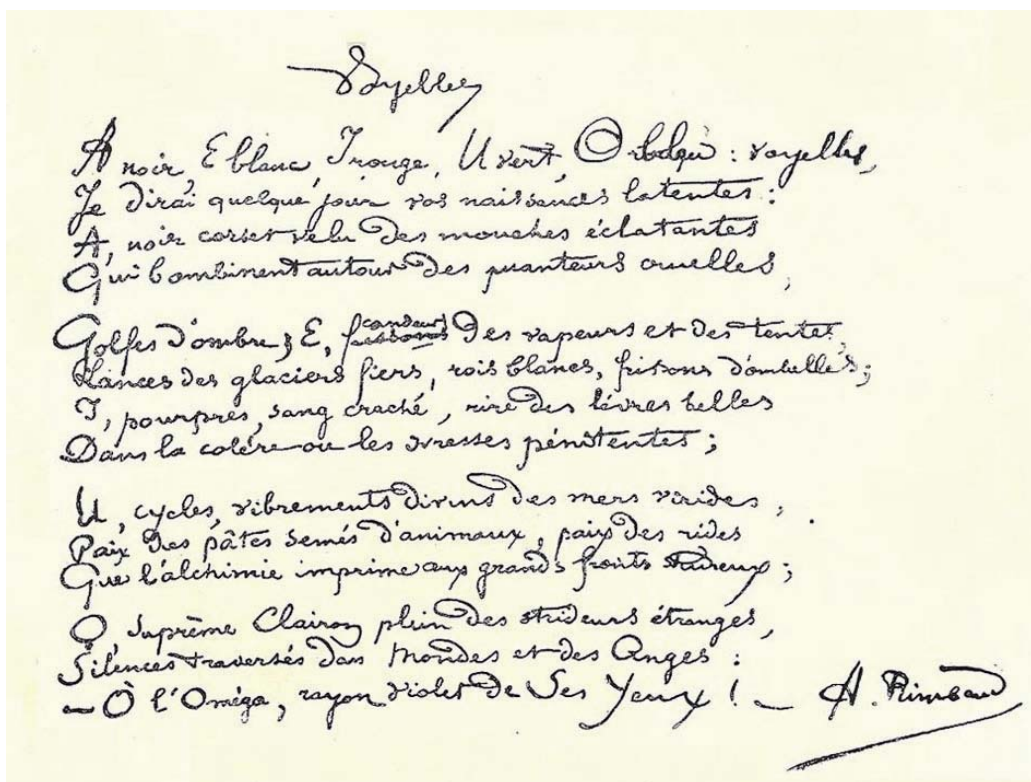 Voyelles
A noir, E blanc, I rouge, U vert, O bleu : voyelles,
Je dirai quelque jour vos naissances latentes :
A, noir corset velu des mouches éclatantes
Qui bombinent autour des puanteurs cruelles,
Golfes d'ombre ; E, frissons candeurs des vapeurs et des tentes,
Lances des glaciers fiers, rois blancs, frissons d'ombelles ;
I, pourpres, sang craché, rire des lèvres belles
Dans la colère ou les ivresses pénitentes ;
U, cycles, vibrements divins des mers virides,
Paix des pâtis semés d'animaux, paix des rides
Que l'alchimie imprime aux grands fronts studieux ;
O, suprême Clairon plein des strideurs étranges,
Silences traversés des Mondes et des Anges :
– O l'Oméga, rayon violet de Ses Yeux ! – A. Rimbaud